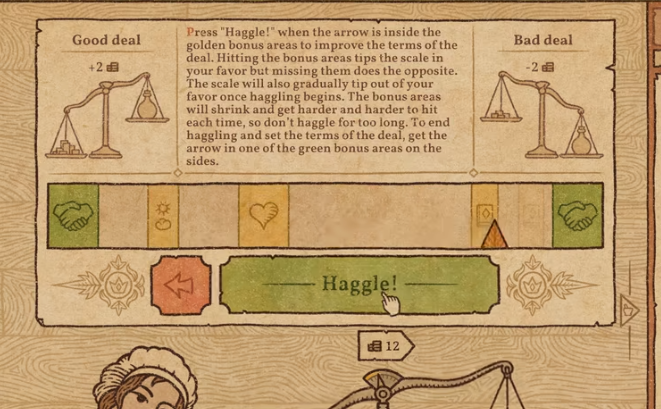 Good deal
+2
Press "Haggle!" when the arrow is inside the
golden bonus areas to improve the terms of the
deal. Hitting the bonus areas tips the scale in
your favor but missing them does the opposite.
The scale will also gradually tip out of your
favor once haggling begins. The bonus areas
will shrink and get harder and harder to hit
each time, so don't haggle for too long. To end
haggling and set the terms of the deal, get the
arrow in one of the green bonus areas on the
sides.
Bad deal
-2
Haggle!
12